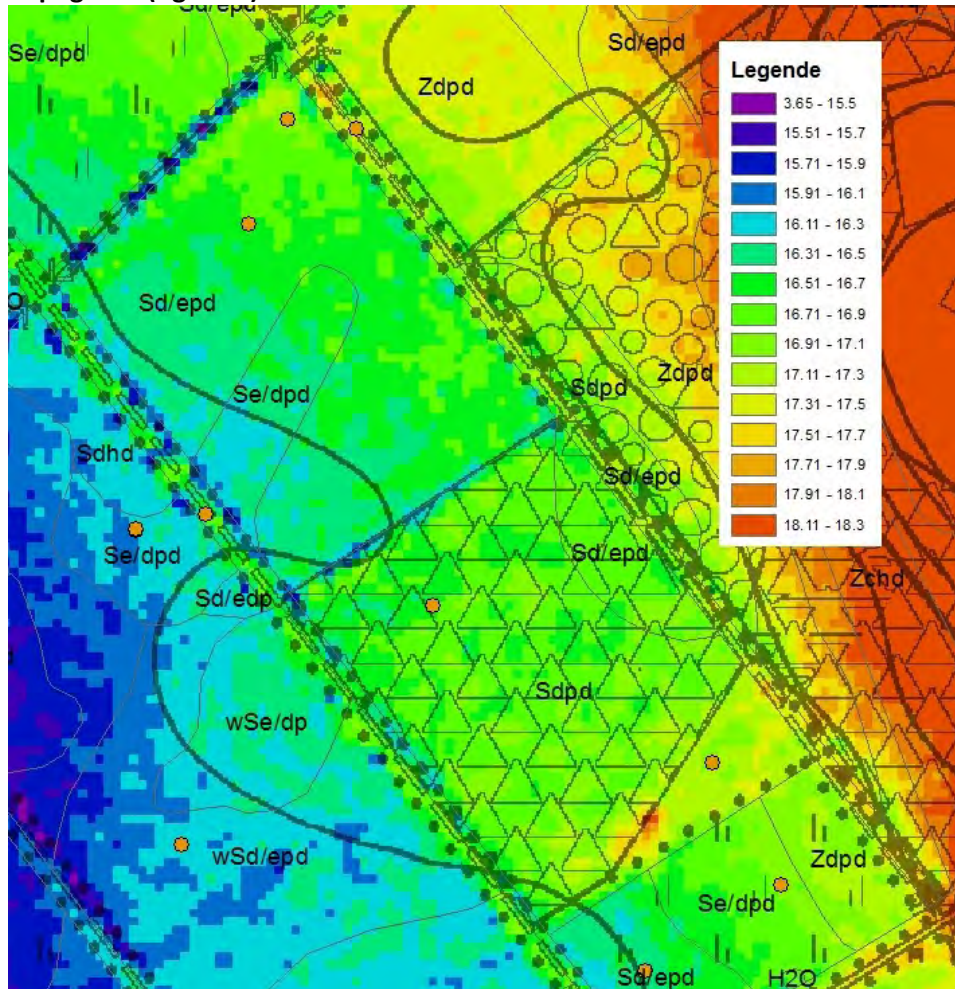 Sd/epd
Se/dpd
Sd/epd
Zdpd
Legende
3.65 - 15.5
15.51 - 15.7
15.71 - 15.9
15.91 - 16.1
16.11 - 16.3
16.31 - 16.5
16.51 - 16.7
16.71 - 16.9
16.91 - 17.1
17.11 - 17.3
17.31 - 17.5
17.51 - 17.7
17.71 - 17.9
17.91 - 18.1
18.11 - 18.3
Sd/epd
Se/dpd
Sdpd
Zdpd
Sdhd
Sd/epd
Se/dpd
Sd/epd
Zchd
Sd/edp
Sdpd
wSe/dp
wSd/epd
Zdpd
Se/dpd
Sd/epd
H2O